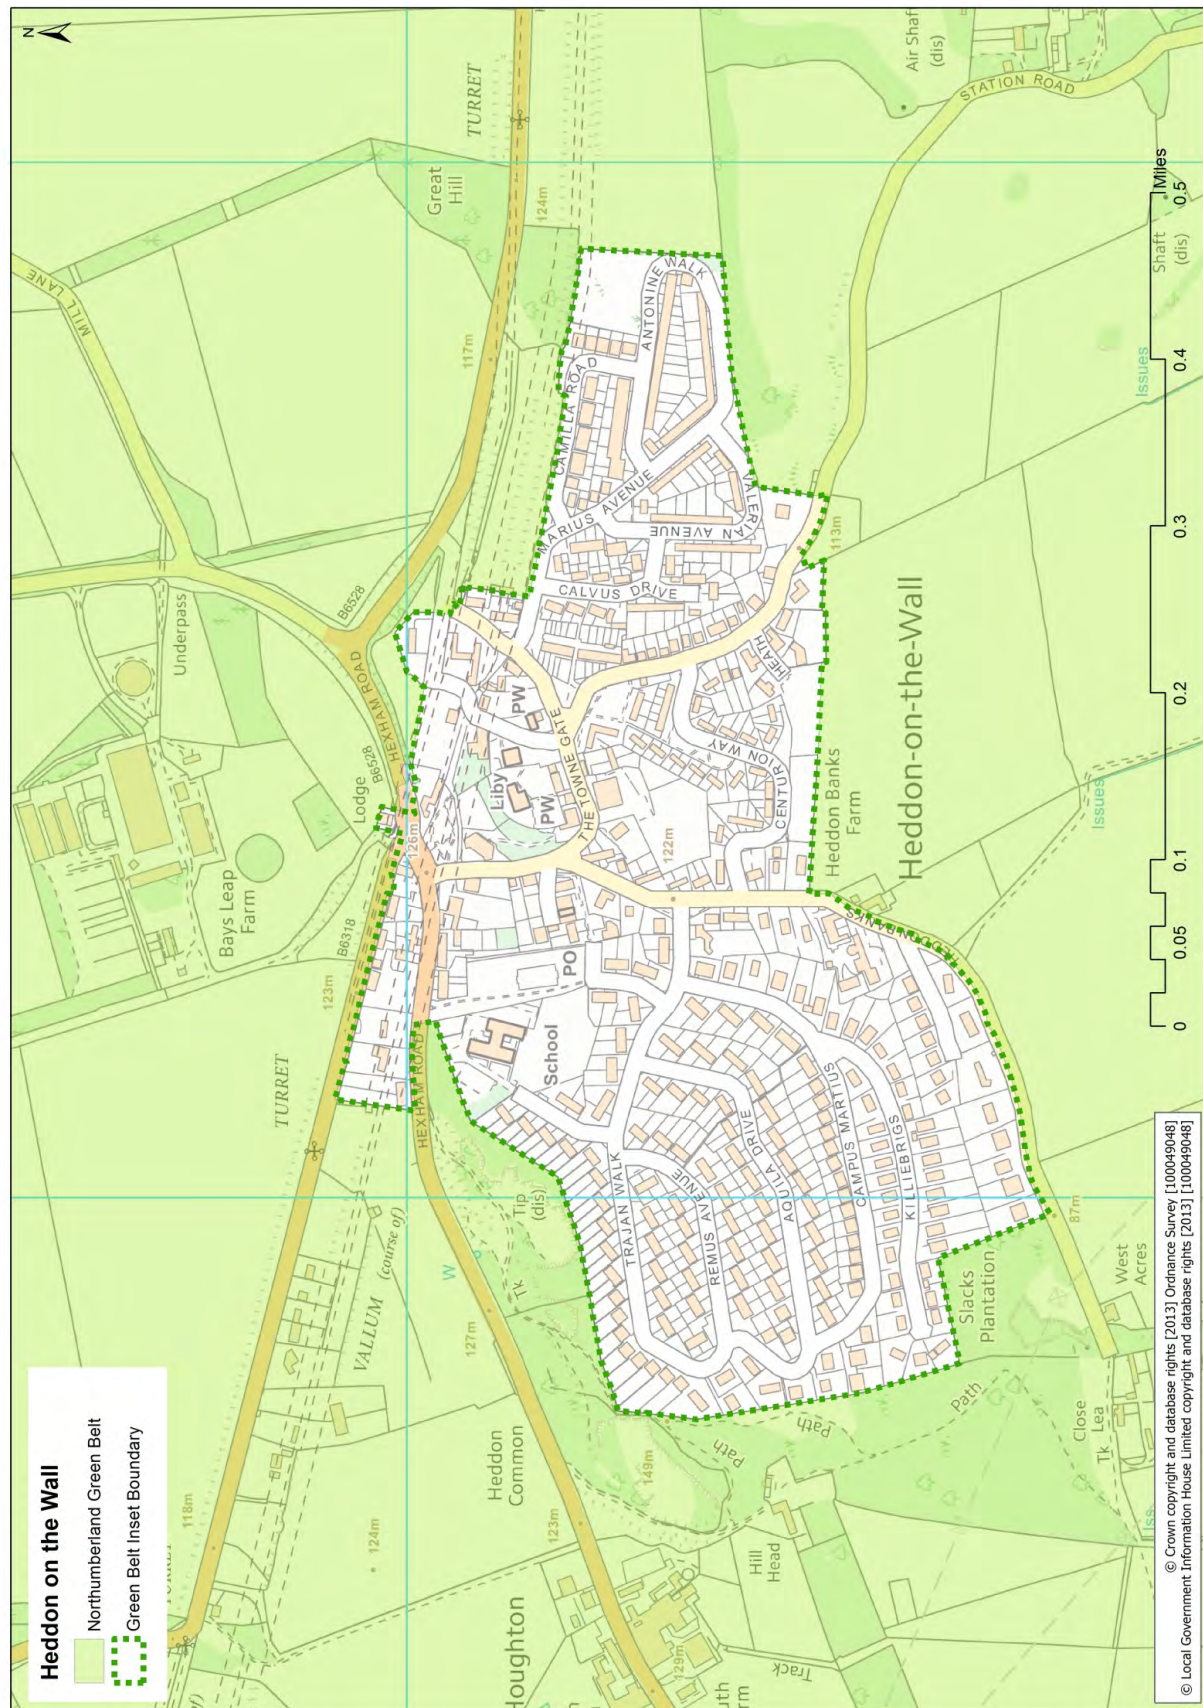 Heddon on the Wall
Northumberland Green Belt
Green Belt Inset Boundary
N
118m
TURRET
124m
VALLUM
(course of)
TURRET
123m
B6318
Bays Leap
Farm
Lodge
B6528
HEXHAM ROAD
B6528
Underpass
MILL LANE
117m
TURRET
124m
Great
Hill
Air Shaft
(dis)
STATION ROAD
Houghton
129m
Track
123m
Heddon
Common
127m
W
Tk
Tip
(dis)
HEXHAM ROAD
126m
Hill
Head
149m
Path
Path
Path
School
PO
Liby
PW
PW
THE TOWNE GATE
122m
TRAJAN WALK
REMUS AVENUE
AQUILA DRIVE
CAMPUS MARTIUS
KILLIEBRIGS
CENTURION WAY
HEATH
CALVUS DRIVE
MARIUS AVENUE
CAMILLA ROAD
ANTONINE WALK
VALERIAN AVENUE
113m
Heddon Banks
Farm
Heddon-on-the-Wall
Slacks
Plantation
87m
West
Acres
Close
Lea
Tk
Issues
Issues
Shaft
(dis)
0
0.05
0.1
0.2
0.3
0.4
0.5
Miles
© Crown copyright and database rights [2013] Ordnance Survey [100049048]
© Local Government Information House Limited copyright and database rights [2013] [100049048]